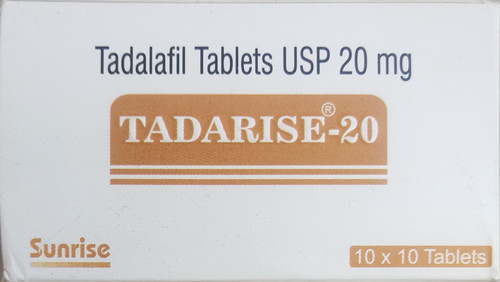 Tadalafil Tablets USP 20 mg
TADARISE®-20
Sunrise
10 x 10 Tablets